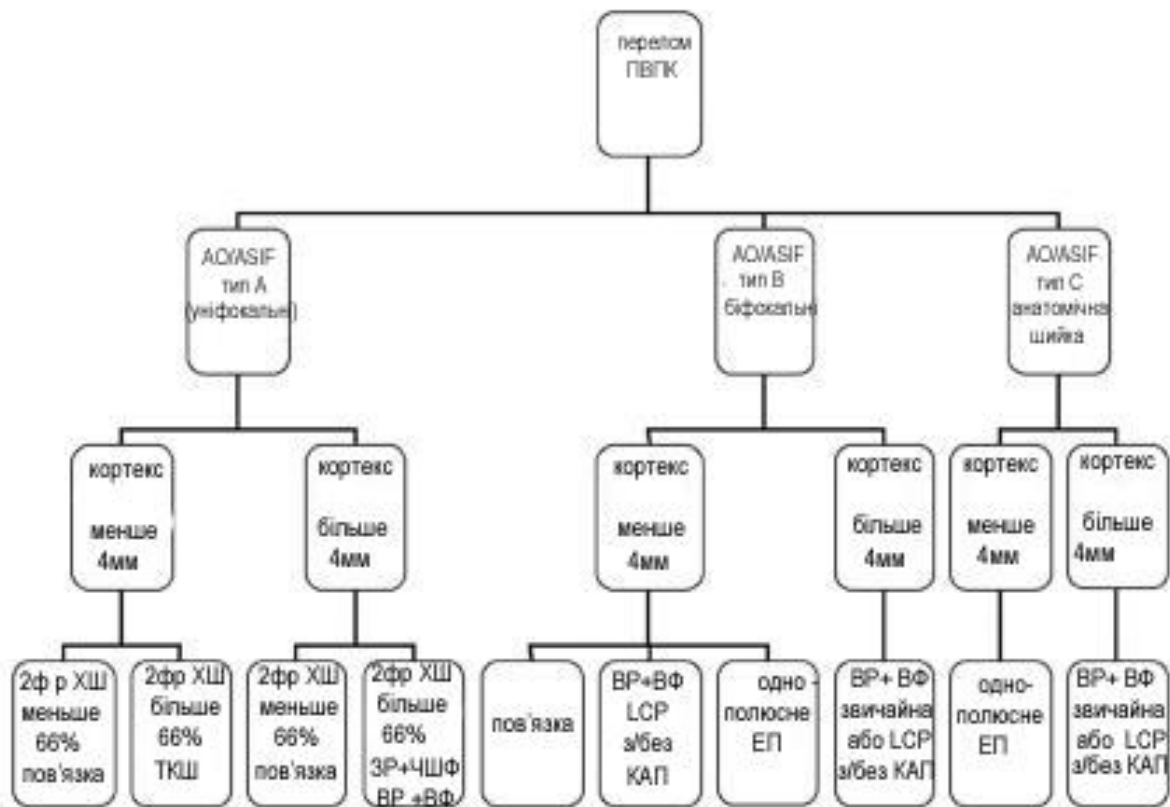 перелом
ПВПК
AO/ASIF
тип А
(уніфокальні)
AO/ASIF
тип В
біфокальні
AO/ASIF
тип С
анатомічна
шийка
кортекс
менше
4мм
кортекс
більше
4мм
кортекс
менше
4мм
кортекс
більше
4мм
кортекс
менше
4мм
кортекс
більше
4мм
2ф р ХШ
меньше
66%
пов'язка
2фр ХШ
більше
66%
ТКШ
2фр ХШ
меньше
66%
пов'язка
2фр ХШ
більше
66%
ЗР+ЧШФ
ВР +ВФ
пов'язка
ВР+ВФ
LCP
з/без
КАП
одно -
полюсне
ЕП
ВР+ ВФ
звичайна
або LCP
з/без КАП
одно-
полюсне
ЕП
ВР+ ВФ
звичайна
або LCP
з/без КАП